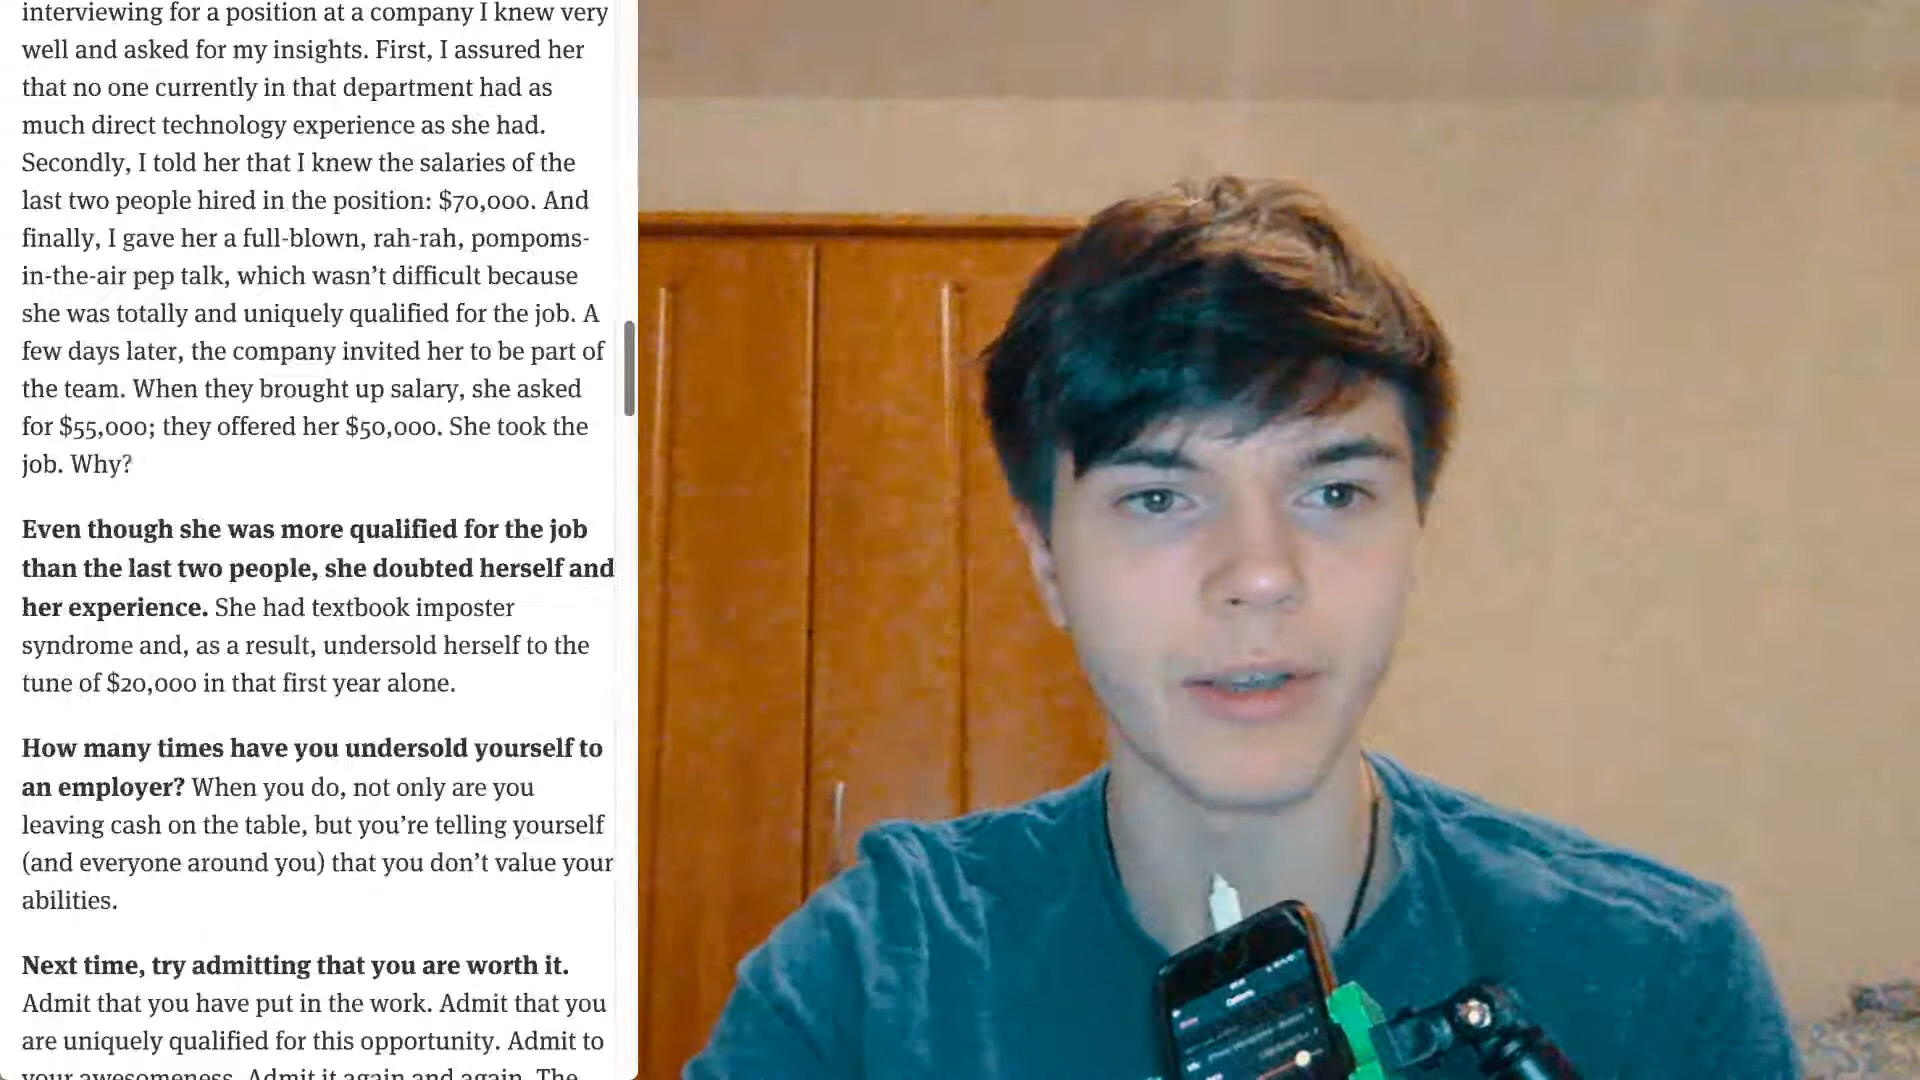 interviewing for a position at a company I knew very
well and asked for my insights. First, I assured her
that no one currently in that department had as
much direct technology experience as she had.
Secondly, I told her that I knew the salaries of the
last two people hired in the position: $70,000. And
finally, I gave her a full-blown, rah-rah, pompoms-
in-the-air pep talk, which wasn’t difficult because
she was totally and uniquely qualified for the job. A
few days later, the company invited her to be part of
the team. When they brought up salary, she asked
for $55,000; they offered her $50,000. She took the
job. Why?
Even though she was more qualified for the job
than the last two people, she doubted herself and
her experience. She had textbook imposter
syndrome and, as a result, undersold herself to the
tune of $20,000 in that first year alone.
How many times have you undersold yourself to
an employer? When you do, not only are you
leaving cash on the table, but you’re telling yourself
(and everyone around you) that you don’t value your
abilities.
Next time, try admitting that you are worth it.
Admit that you have put in the work. Admit that you
are uniquely qualified for this opportunity. Admit to
your awesomeness. Admit it again and again. The